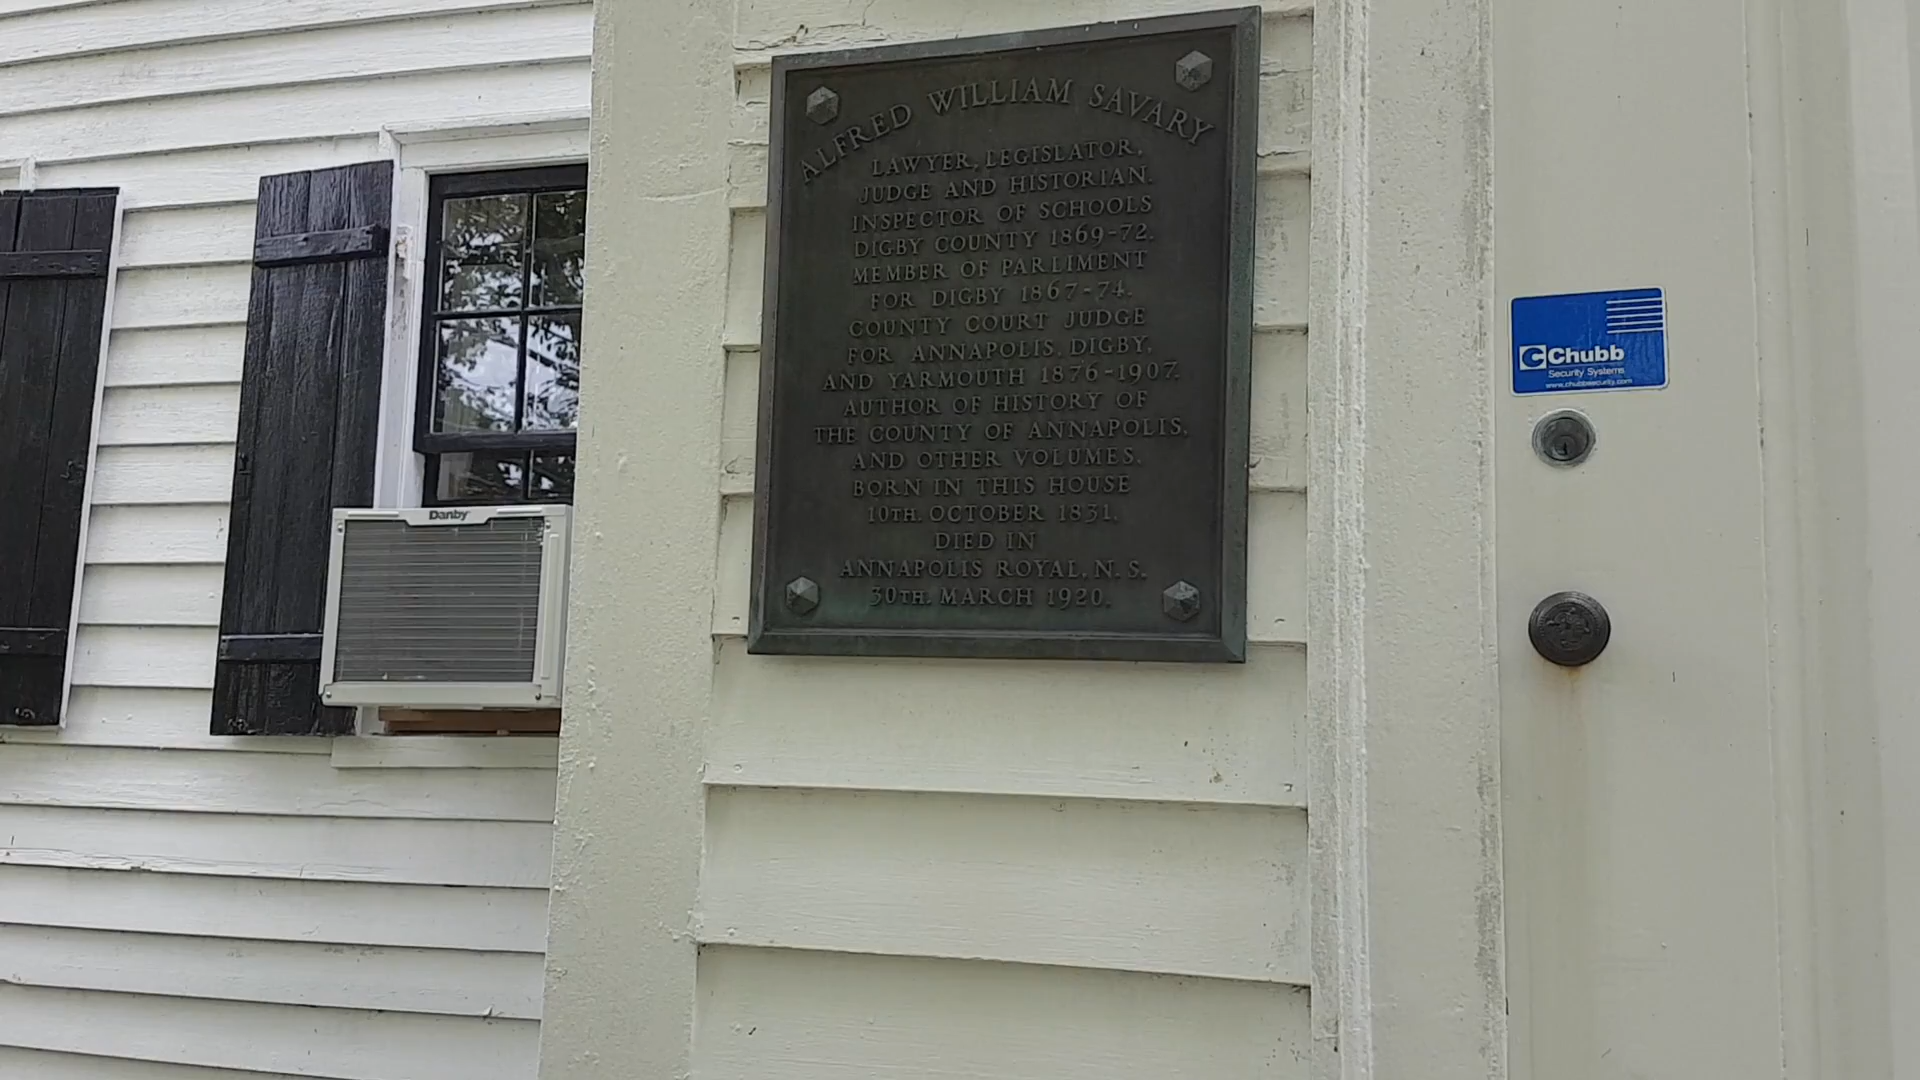 ALFRED WILLIAM SAVARY
LAWYER, LEGISLATOR,
JUDGE AND HISTORIAN.
INSPECTOR OF SCHOOLS
DIGBY COUNTY 1869-72.
MEMBER OF PARLIMENT
FOR DIGBY 1867-74.
COUNTY COURT JUDGE
FOR ANNAPOLIS, DIGBY,
AND YARMOUTH 1876-1907.
AUTHOR OF HISTORY OF
THE COUNTY OF ANNAPOLIS,
AND OTHER VOLUMES.
BORN IN THIS HOUSE
10TH. OCTOBER 1831.
DIED IN
ANNAPOLIS ROYAL, N. S.
30TH. MARCH 1920.
Danby
Chubb
Security Systems
www.chubbsecurity.com